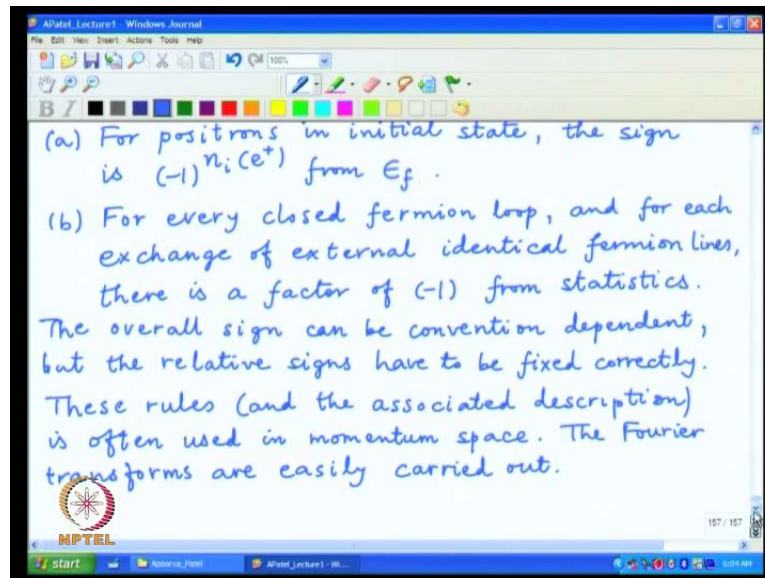 APatel_Lecture1 - Windows Journal
File Edit View Insert Actions Tools Help
100%
B I
(a) For positrons in initial state, the sign
is (-1)^{n_i(e^+)} from ϵ_f .
(b) For every closed fermion loop, and for each
exchange of external identical fermion lines,
there is a factor of (-1) from statistics.
The overall sign can be convention dependent,
but the relative signs have to be fixed correctly.
These rules (and the associated description)
is often used in momentum space. The Fourier
transforms are easily carried out.
157 / 157
NPTEL
start Apoorva_Patel APatel_Lecture1 - Wi... 6:04 AM